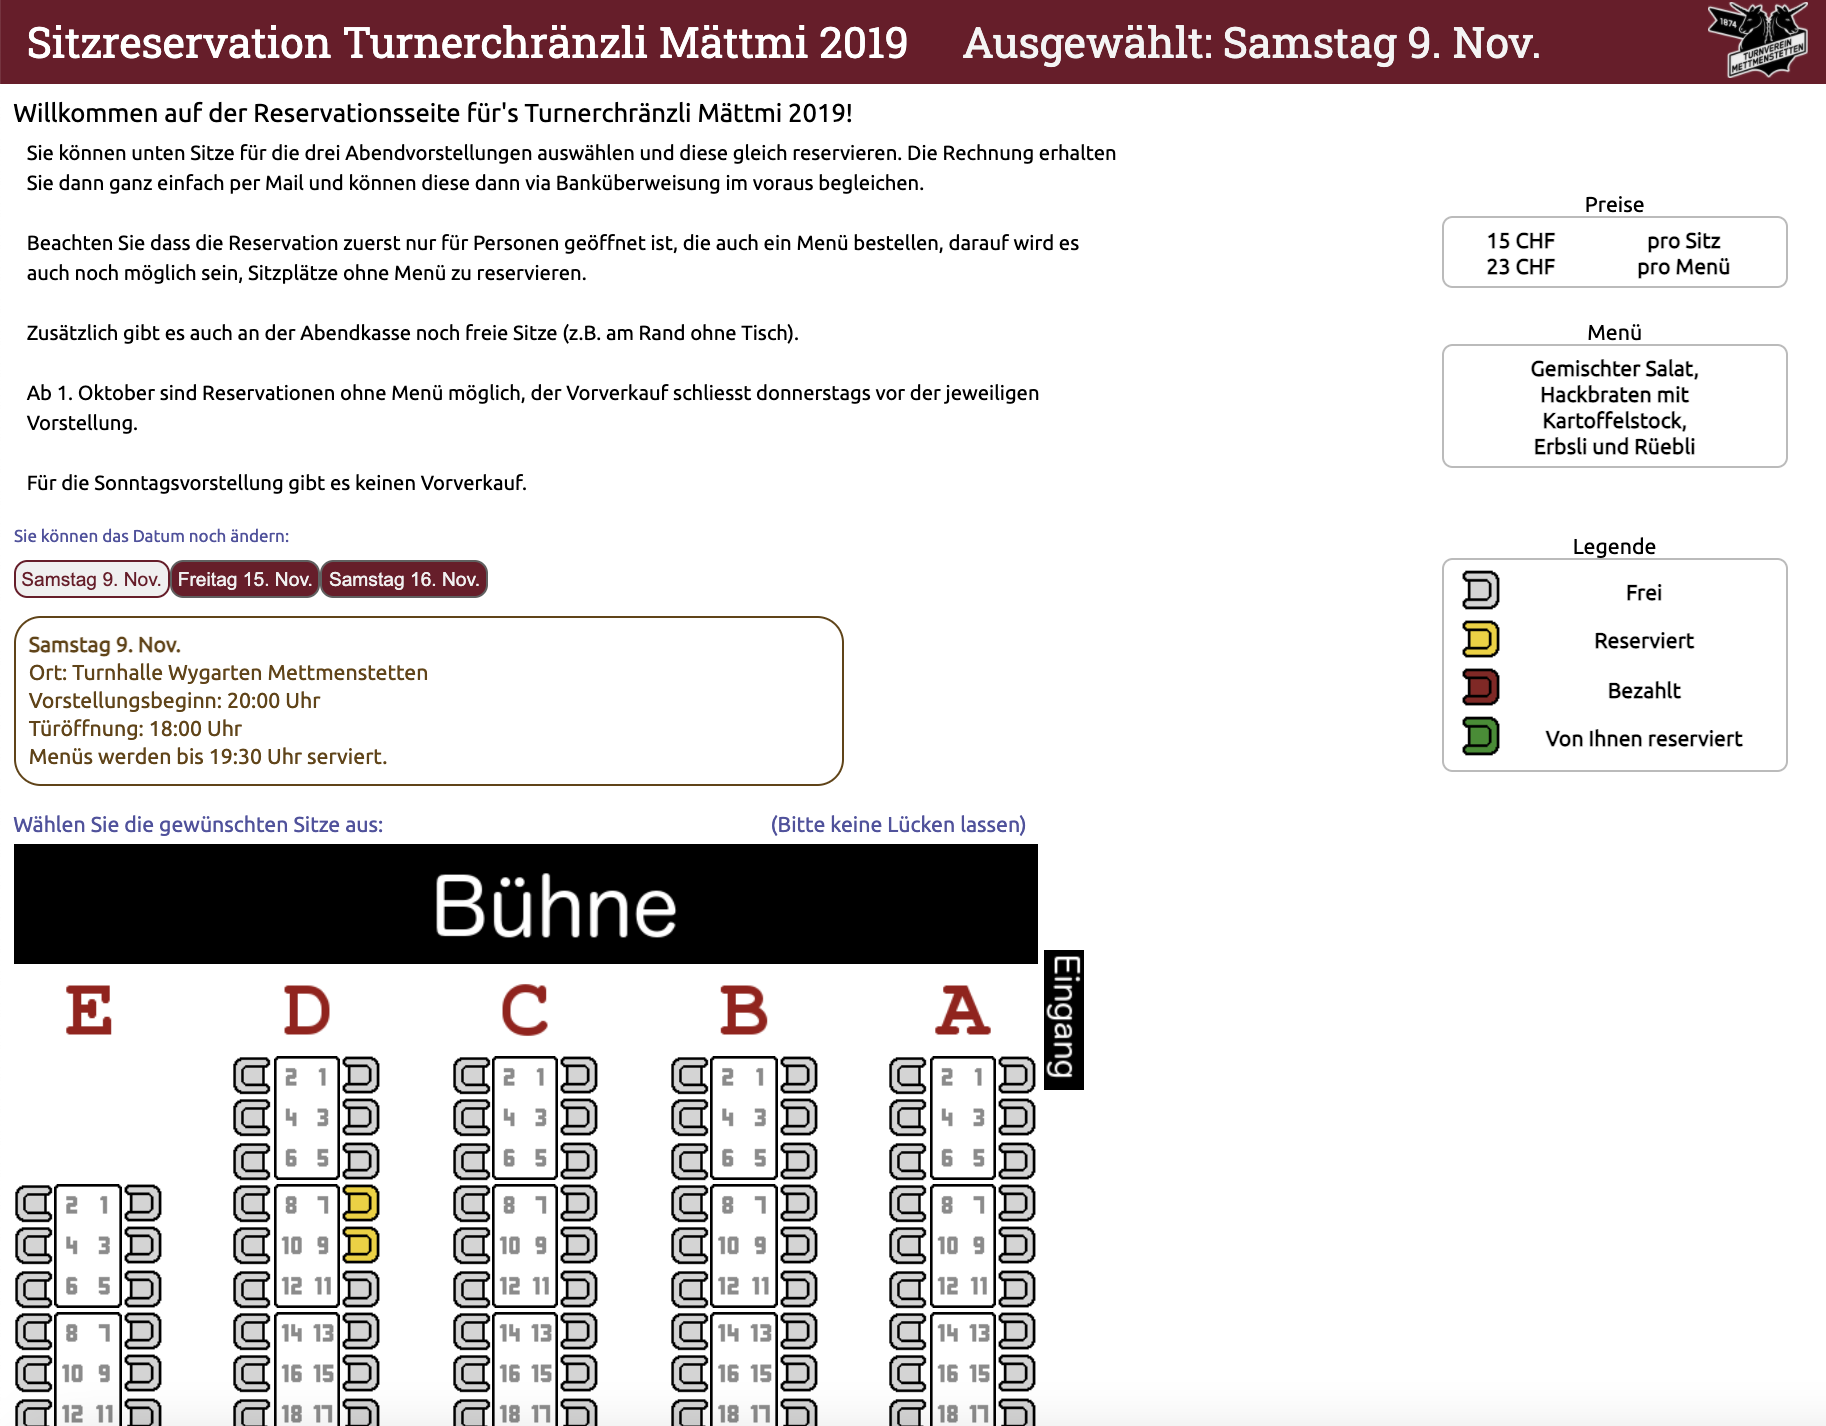 Sitzreservation Turnerchränzli Mättmi 2019 Ausgewählt: Samstag 9. Nov.
1874
TURNVEREIN
METTMENSTETTEN
Willkommen auf der Reservationsseite für's Turnerchränzli Mättmi 2019!
Sie können unten Sitze für die drei Abendvorstellungen auswählen und diese gleich reservieren. Die Rechnung erhalten
Sie dann ganz einfach per Mail und können diese dann via Banküberweisung im voraus begleichen.
Beachten Sie dass die Reservation zuerst nur für Personen geöffnet ist, die auch ein Menü bestellen, darauf wird es
auch noch möglich sein, Sitzplätze ohne Menü zu reservieren.
Zusätzlich gibt es auch an der Abendkasse noch freie Sitze (z.B. am Rand ohne Tisch).
Ab 1. Oktober sind Reservationen ohne Menü möglich, der Vorverkauf schliesst donnerstags vor der jeweiligen
Vorstellung.
Für die Sonntagsvorstellung gibt es keinen Vorverkauf.
Preise
15 CHF pro Sitz
23 CHF pro Menü
Menü
Gemischter Salat,
Hackbraten mit
Kartoffelstock,
Erbsli und Rüebli
Legende
Frei
Reserviert
Bezahlt
Von Ihnen reserviert
Sie können das Datum noch ändern:
Samstag 9. Nov. Freitag 15. Nov. Samstag 16. Nov.
Samstag 9. Nov.
Ort: Turnhalle Wygarten Mettmenstetten
Vorstellungsbeginn: 20:00 Uhr
Türöffnung: 18:00 Uhr
Menüs werden bis 19:30 Uhr serviert.
Wählen Sie die gewünschten Sitze aus: (Bitte keine Lücken lassen)
Bühne
Eingang
E D C B A
2 1 2 1 2 1 2 1
4 3 4 3 4 3 4 3
6 5 6 5 6 5 6 5
2 1 8 7 8 7 8 7 8 7
4 3 10 9 10 9 10 9 10 9
6 5 12 11 12 11 12 11 12 11
8 7 14 13 14 13 14 13 14 13
10 9 16 15 16 15 16 15 16 15
12 11 18 17 18 17 18 17 18 17